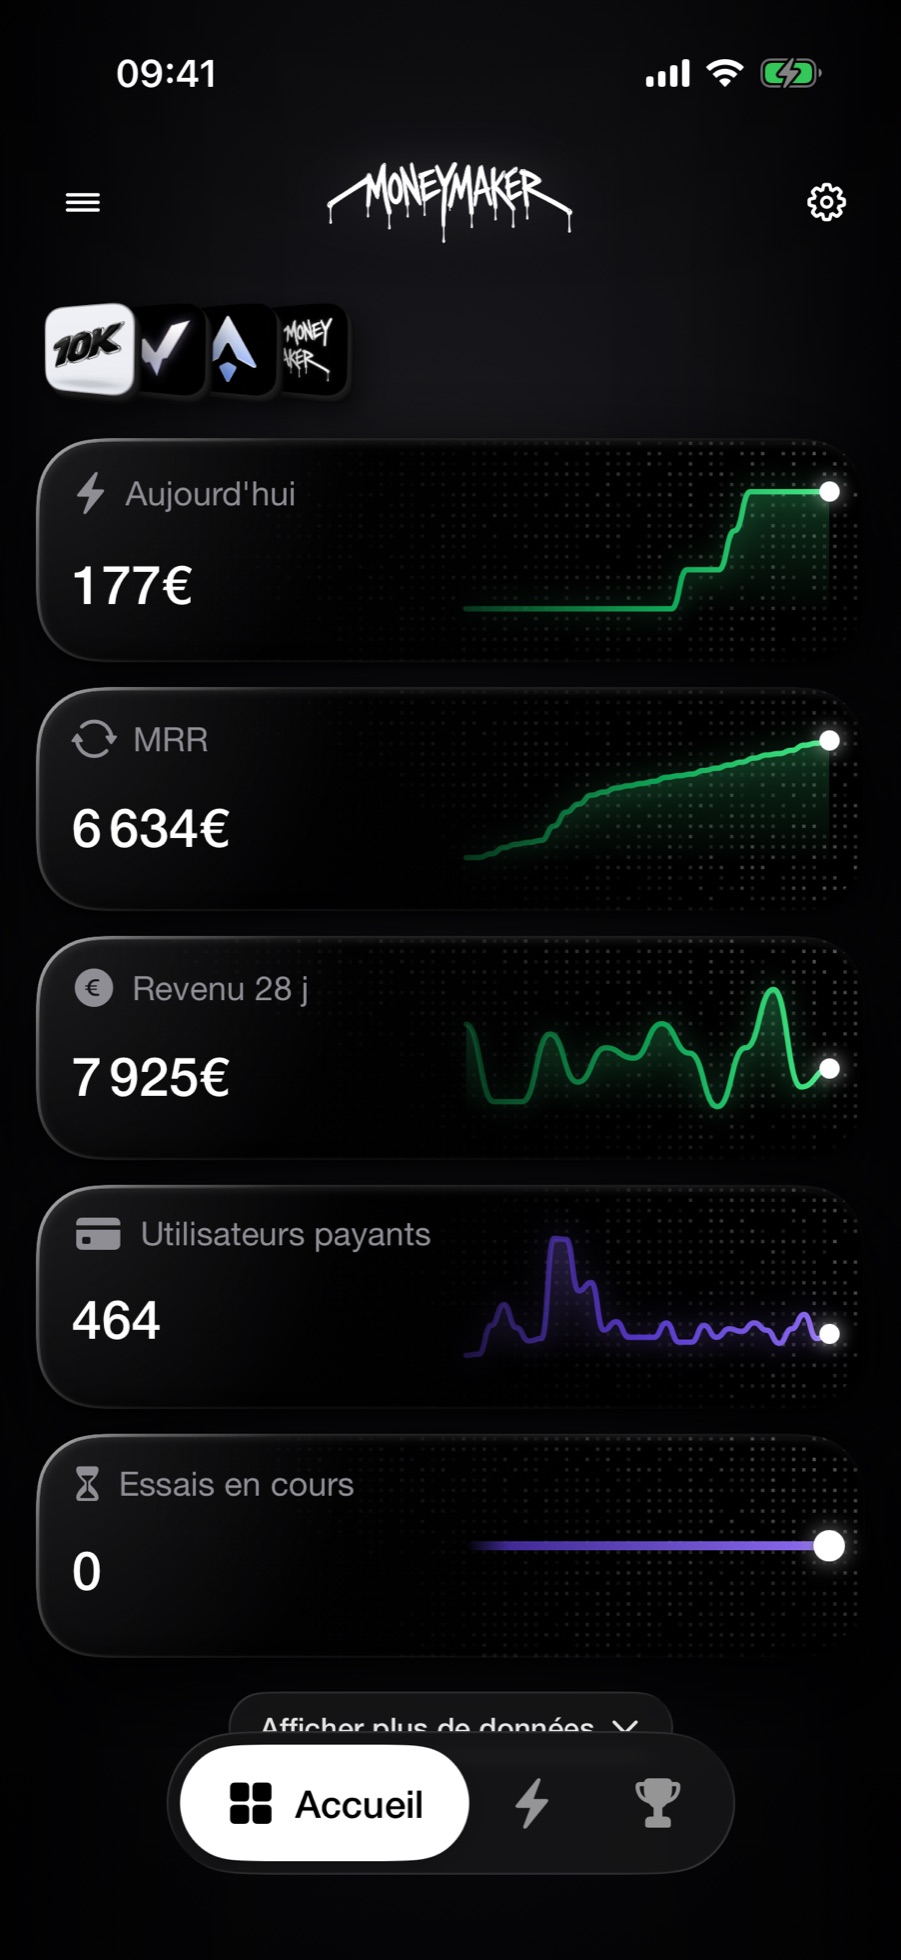 09:41
MONEYMAKER
10K
MONEY
MAKER
Aujourd'hui
177€
MRR
6 634€
€
Revenu 28 j
7 925€
Utilisateurs payants
464
Essais en cours
0
Afficher plus de données
Accueil